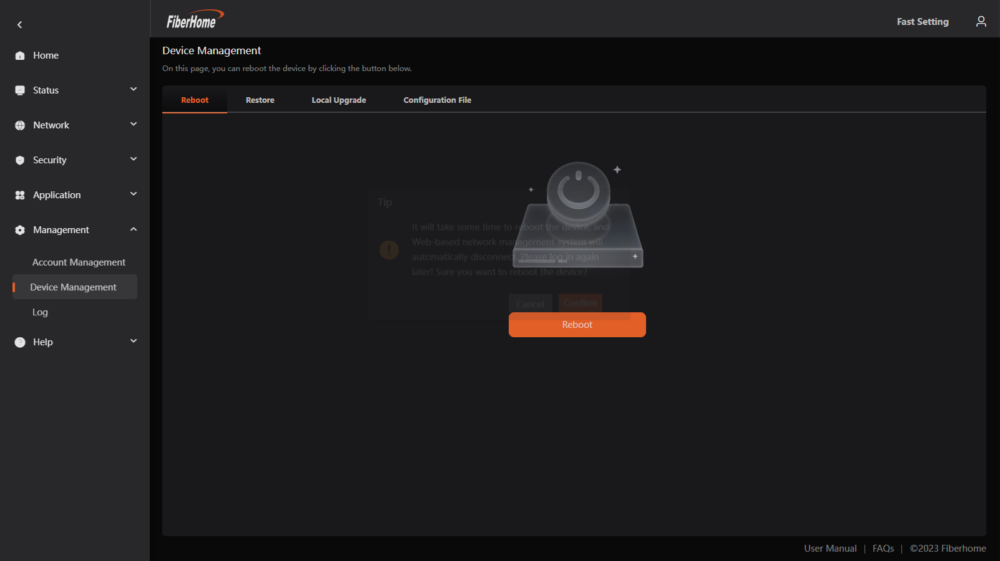 FiberHome
Fast Setting
Home
Status
Network
Security
Application
Management
Account Management
Device Management
Log
Help
Device Management
On this page, you can reboot the device by clicking the button below.
Reboot
Restore
Local Upgrade
Configuration File
Tip
It will take some time to reboot the device, and
Web-based network management system will
automatically disconnect. Please log in again
later! Sure you want to reboot the device?
Cancel
Confirm
Reboot
User Manual | FAQs | ©2023 Fiberhome